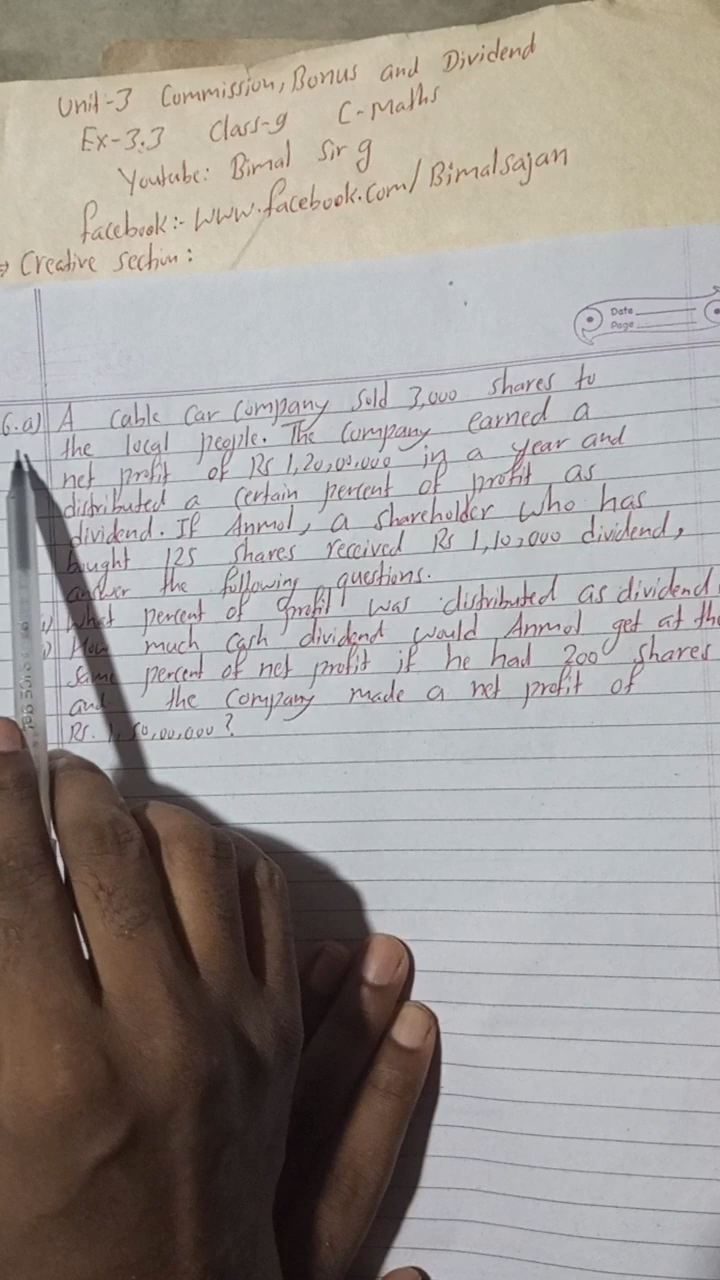 Unit-3 Commission, Bonus and Dividend
Ex-3.3 Class-9 C-Maths
Youtube: Bimal Sir g
facebook:- www.facebook.com/Bimalsajan
⇒ Creative section:
Date
Page
6.a) A cable car company sold 3,000 shares to
the local people. The company earned a
net profit of Rs 1,20,00,000 in a year and
distributed a certain percent of profit as
dividend. If Anmol, a shareholder who has
bought 125 shares received Rs 1,10,000 dividend,
answer the following questions.
i) What percent of profit was distributed as dividend
) How much cash dividend would Anmol get at the
same percent of net profit if he had 200 shares
and the company made a net profit of
Rs. 1,50,00,000?